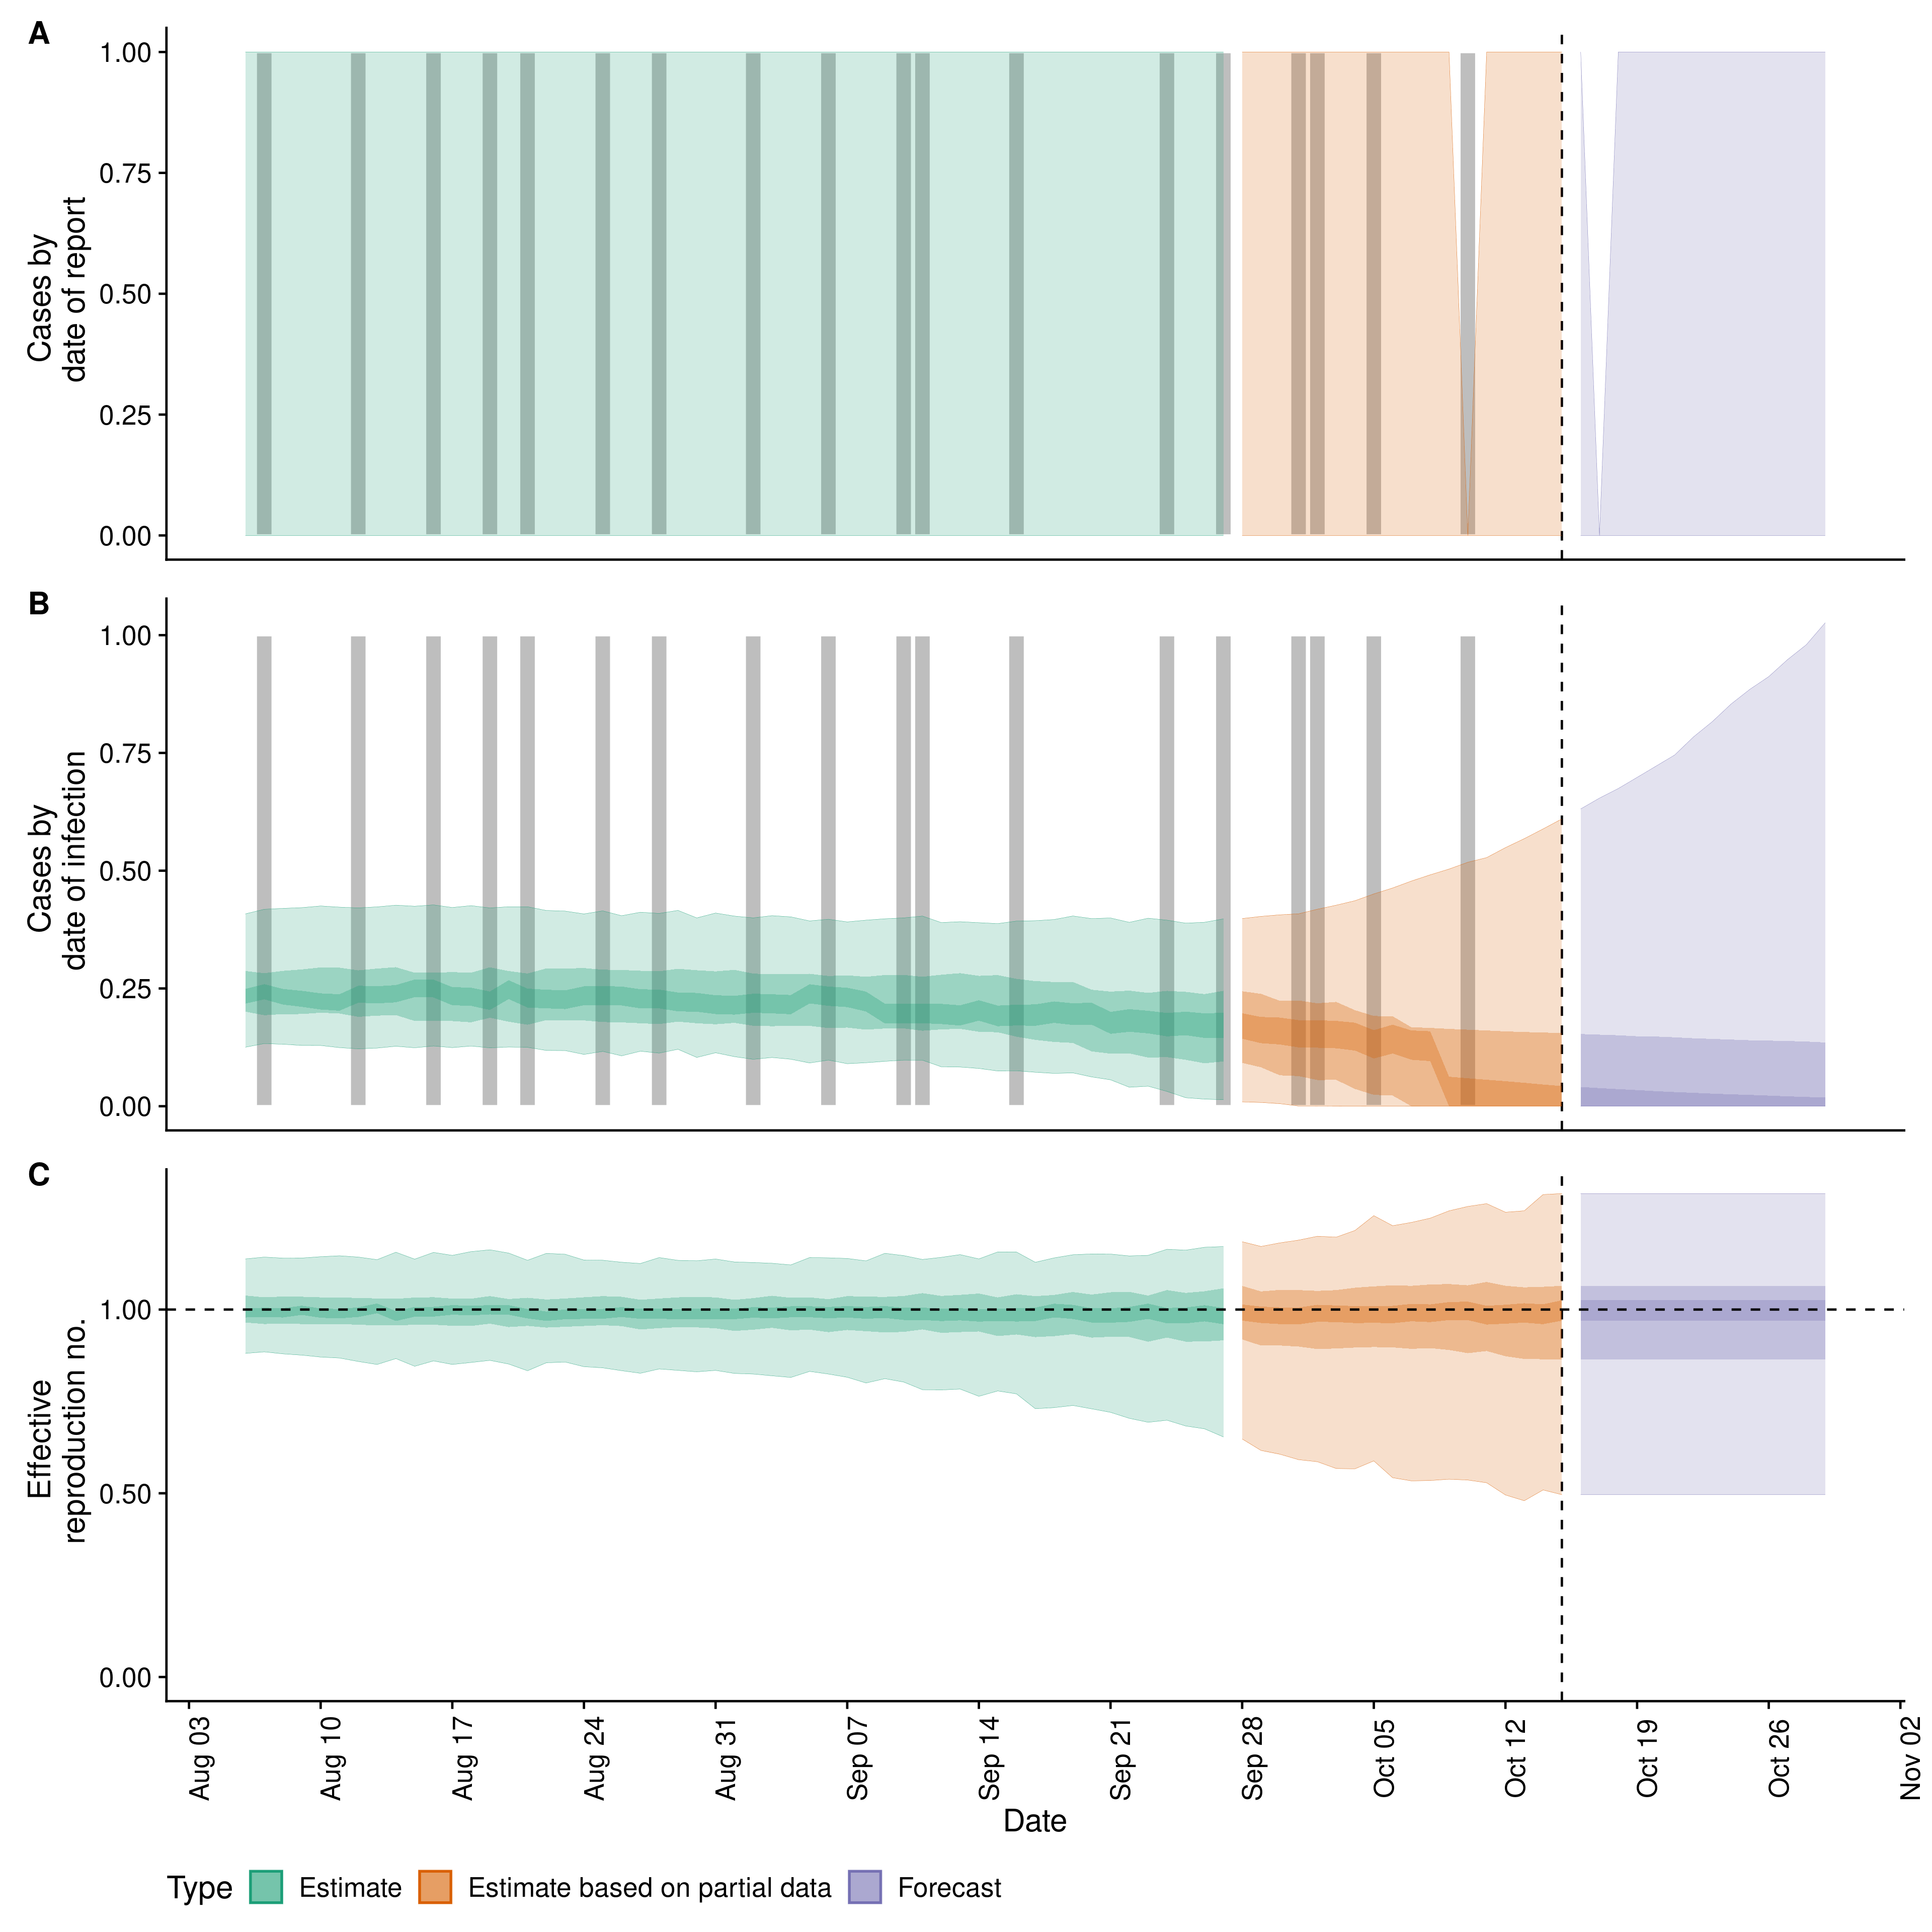 A
1.00
0.75
0.50
0.25
0.00
Cases by
date of report
B
1.00
0.75
0.50
0.25
0.00
Cases by
date of infection
C
1.00
0.50
0.00
Effective
reproduction no.
Aug 03 Aug 10 Aug 17 Aug 24 Aug 31 Sep 07 Sep 14 Sep 21 Sep 28 Oct 05 Oct 12 Oct 19 Oct 26 Nov 02
Date
Type Estimate Estimate based on partial data Forecast